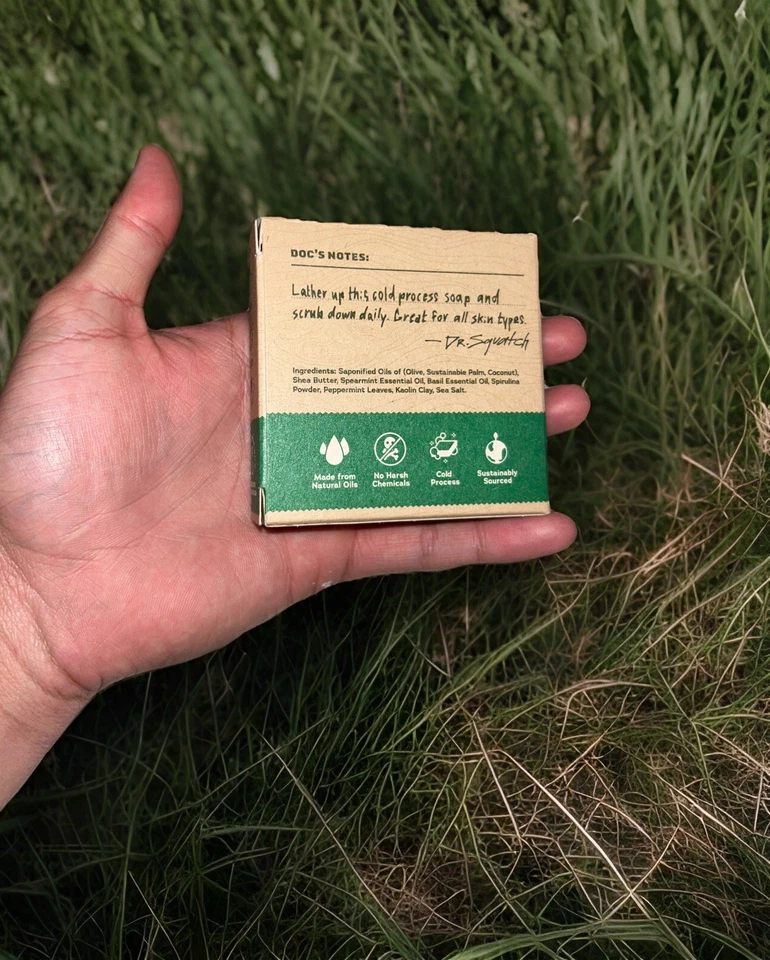 DOC'S NOTES:
Lather up this cold process soap and
scrub down daily. Great for all skin types.
—Dr. Squatch
Ingredients: Saponified Oils of (Olive, Sustainable Palm, Coconut),
Shea Butter, Spearmint Essential Oil, Basil Essential Oil, Spirulina
Powder, Peppermint Leaves, Kaolin Clay, Sea Salt.
Made from
Natural Oils
No Harsh
Chemicals
Cold
Process
Sustainably
Sourced